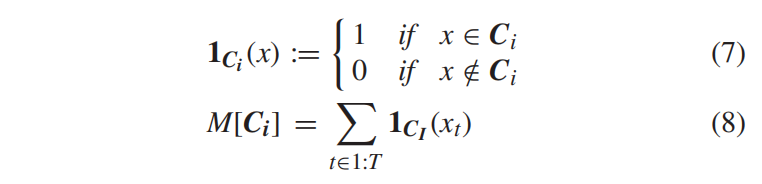 1_{C_i}(x) := { 1 if x ∈ C_i
0 if x ∉ C_i (7)
M[C_i] = ∑_{t∈1:T} 1_{C_I}(x_t) (8)